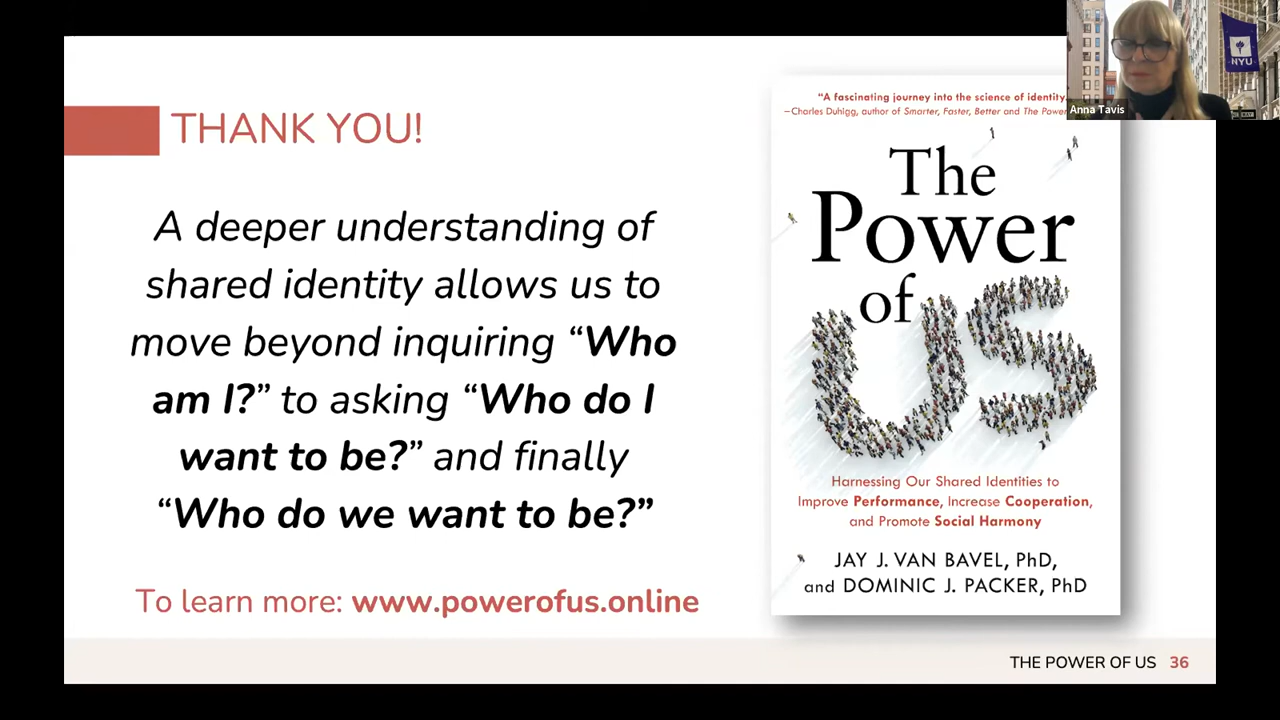 THANK YOU!
A deeper understanding of
shared identity allows us to
move beyond inquiring “Who
am I?” to asking “Who do I
want to be?” and finally
“Who do we want to be?”
To learn more: www.powerofus.online
“A fascinating journey into the science of identity
—Charles Duhigg, author of Smarter, Faster, Better and The Power
The
Power
of
US
Harnessing Our Shared Identities to
Improve Performance, Increase Cooperation,
and Promote Social Harmony
JAY J. VAN BAVEL, PhD,
and DOMINIC J. PACKER, PhD
THE POWER OF US 36
NYU
Anna Tavis